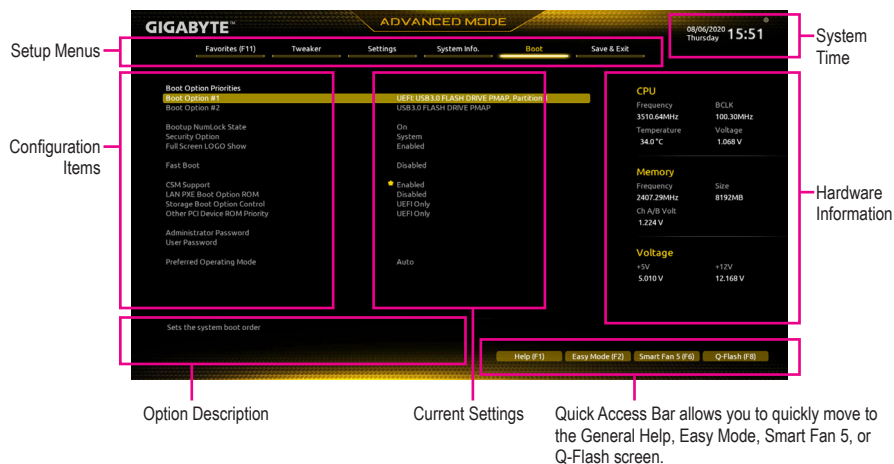 GIGABYTE™
ADVANCED MODE
08/06/2020
Thursday
15:51
System
Time
Setup Menus
Favorites (F11) Tweaker Settings System Info. Boot Save & Exit
Configuration
Items
Boot Option Priorities
Boot Option #1 UEFI: USB3.0 FLASH DRIVE PMAP, Partition 1
Boot Option #2 USB3.0 FLASH DRIVE PMAP
Bootup NumLock State On
Security Option System
Full Screen LOGO Show Enabled
Fast Boot Disabled
CSM Support Enabled
LAN PXE Boot Option ROM Disabled
Storage Boot Option Control UEFI Only
Other PCI Device ROM Priority UEFI Only
Administrator Password
User Password
Preferred Operating Mode Auto
CPU
Frequency BCLK
3510.64MHz 100.30MHz
Temperature Voltage
34.0 °C 1.068 V
Memory
Frequency Size
2407.29MHz 8192MB
Ch A/B Volt
1.224 V
Voltage
+5V +12V
5.010 V 12.168 V
Hardware
Information
Sets the system boot order
Help (F1) Easy Mode (F2) Smart Fan 5 (F6) Q-Flash (F8)
Option Description
Current Settings
Quick Access Bar allows you to quickly move to
the General Help, Easy Mode, Smart Fan 5, or
Q-Flash screen.